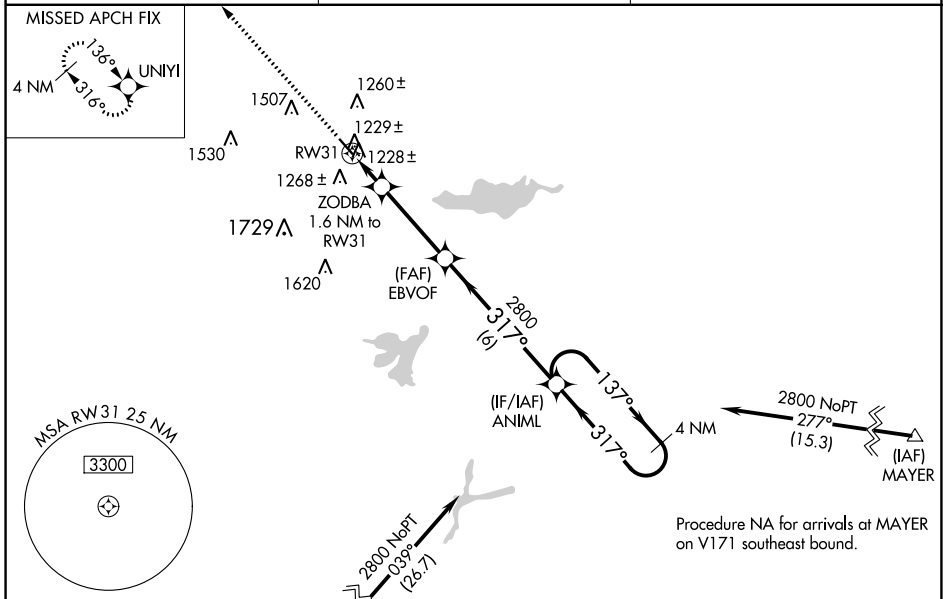 MISSED APCH FIX
136°
UNIYI
4 NM
316°
1507
1260 ±
1229 ±
1530
RW31
1228 ±
1268 ±
ZODBA
1.6 NM to
RW31
1729
1620
(FAF)
EBVOF
2800
317°
(6)
(IF/IAF)
ANIML
137°
317°
4 NM
2800 NoPT
277°
(15.3)
(IAF)
MAYER
MSA RW31 25 NM
3300
2800 NoPT
039°
(26.7)
Procedure NA for arrivals at MAYER
on V171 southeast bound.